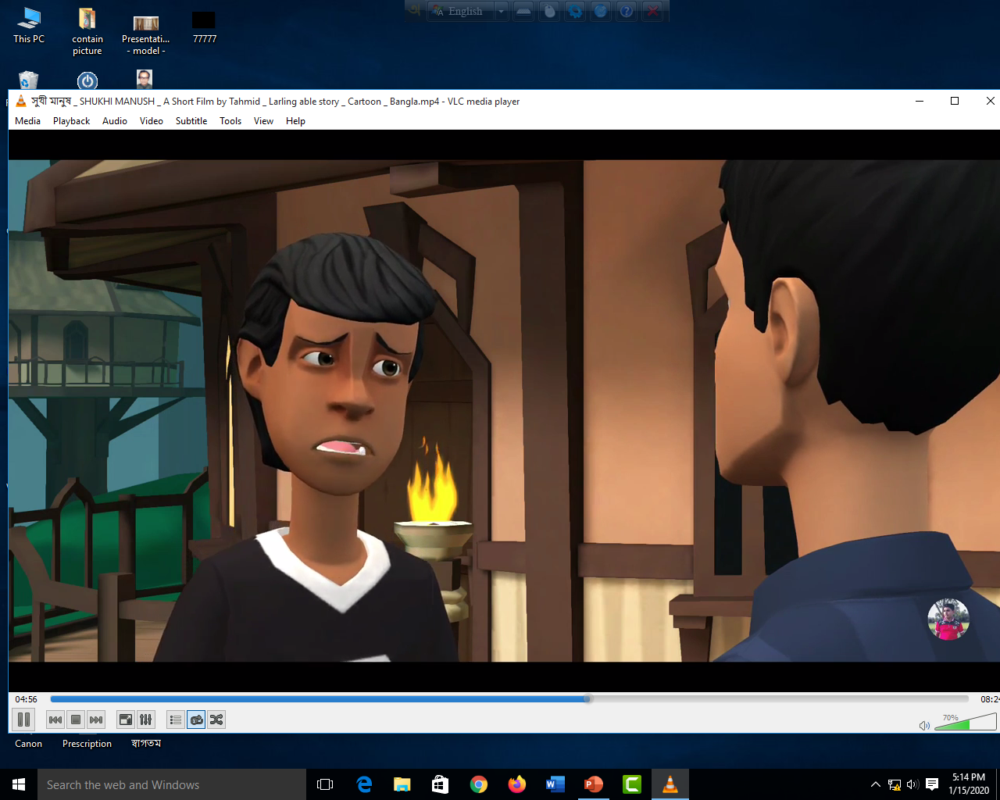 English
This PC
contain
picture
Presentati...
- model -
77777
সুখী মানুষ _ SHUKHI MANUSH _ A Short Film by Tahmid _ Larling able story _ Cartoon _ Bangla.mp4 - VLC media player
Media Playback Audio Video Subtitle Tools View Help
04:56
08:24
70%
Canon
Prescription
স্বাগতম
Search the web and Windows
5:14 PM
1/15/2020